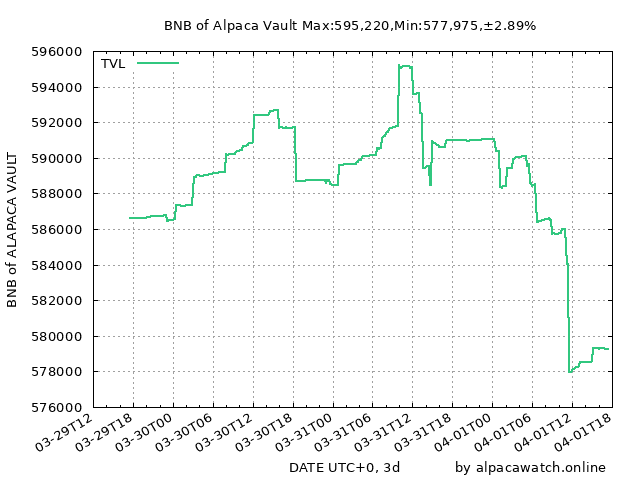 BNB of Alpaca Vault Max:595,220,Min:577,975,±2.89%
TVL
596000
594000
592000
590000
588000
586000
584000
582000
580000
578000
576000
BNB of ALAPACA VAULT
03-29T12
03-29T18
03-30T00
03-30T06
03-30T12
03-30T18
03-31T00
03-31T06
03-31T12
03-31T18
04-01T00
04-01T06
04-01T12
04-01T18
DATE UTC+0, 3d
by alpacawatch.online